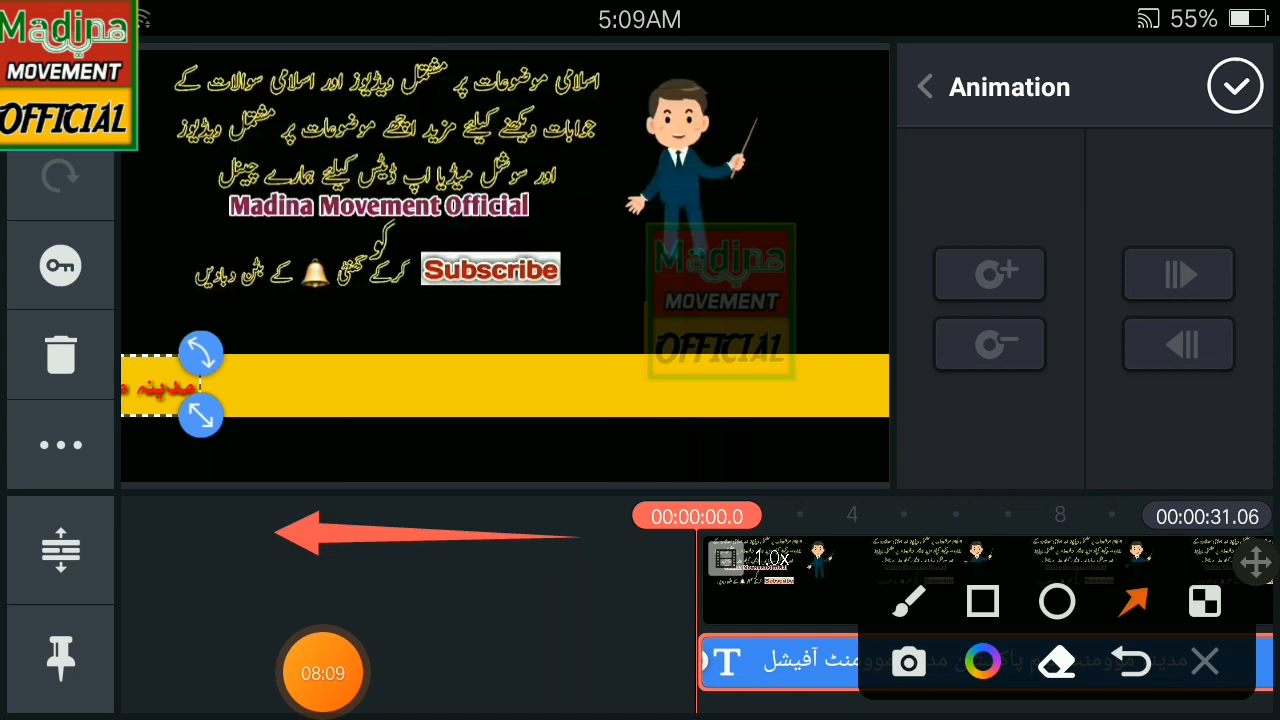 5:09AM
55%
Madina
MOVEMENT
OFFICIAL
اسلامی موضوعات پر مشتمل ویڈیوز اور اسلامی سوالات کے
جوابات دیکھنے کیلئے مزید اچھے موضوعات پر مشتمل ویڈیوز
اور سوشل میڈیا اپ ڈیٹس کیلئے ہمارے چینل
Madina Movement Official
کو
Subscribe کرکے گھنٹی 🔔 کے بٹن دبادیں
Madina
MOVEMENT
OFFICIAL
مدینہ
Animation
00:00:00.0
4
8
00:00:31.06
1.0x
T
08:09